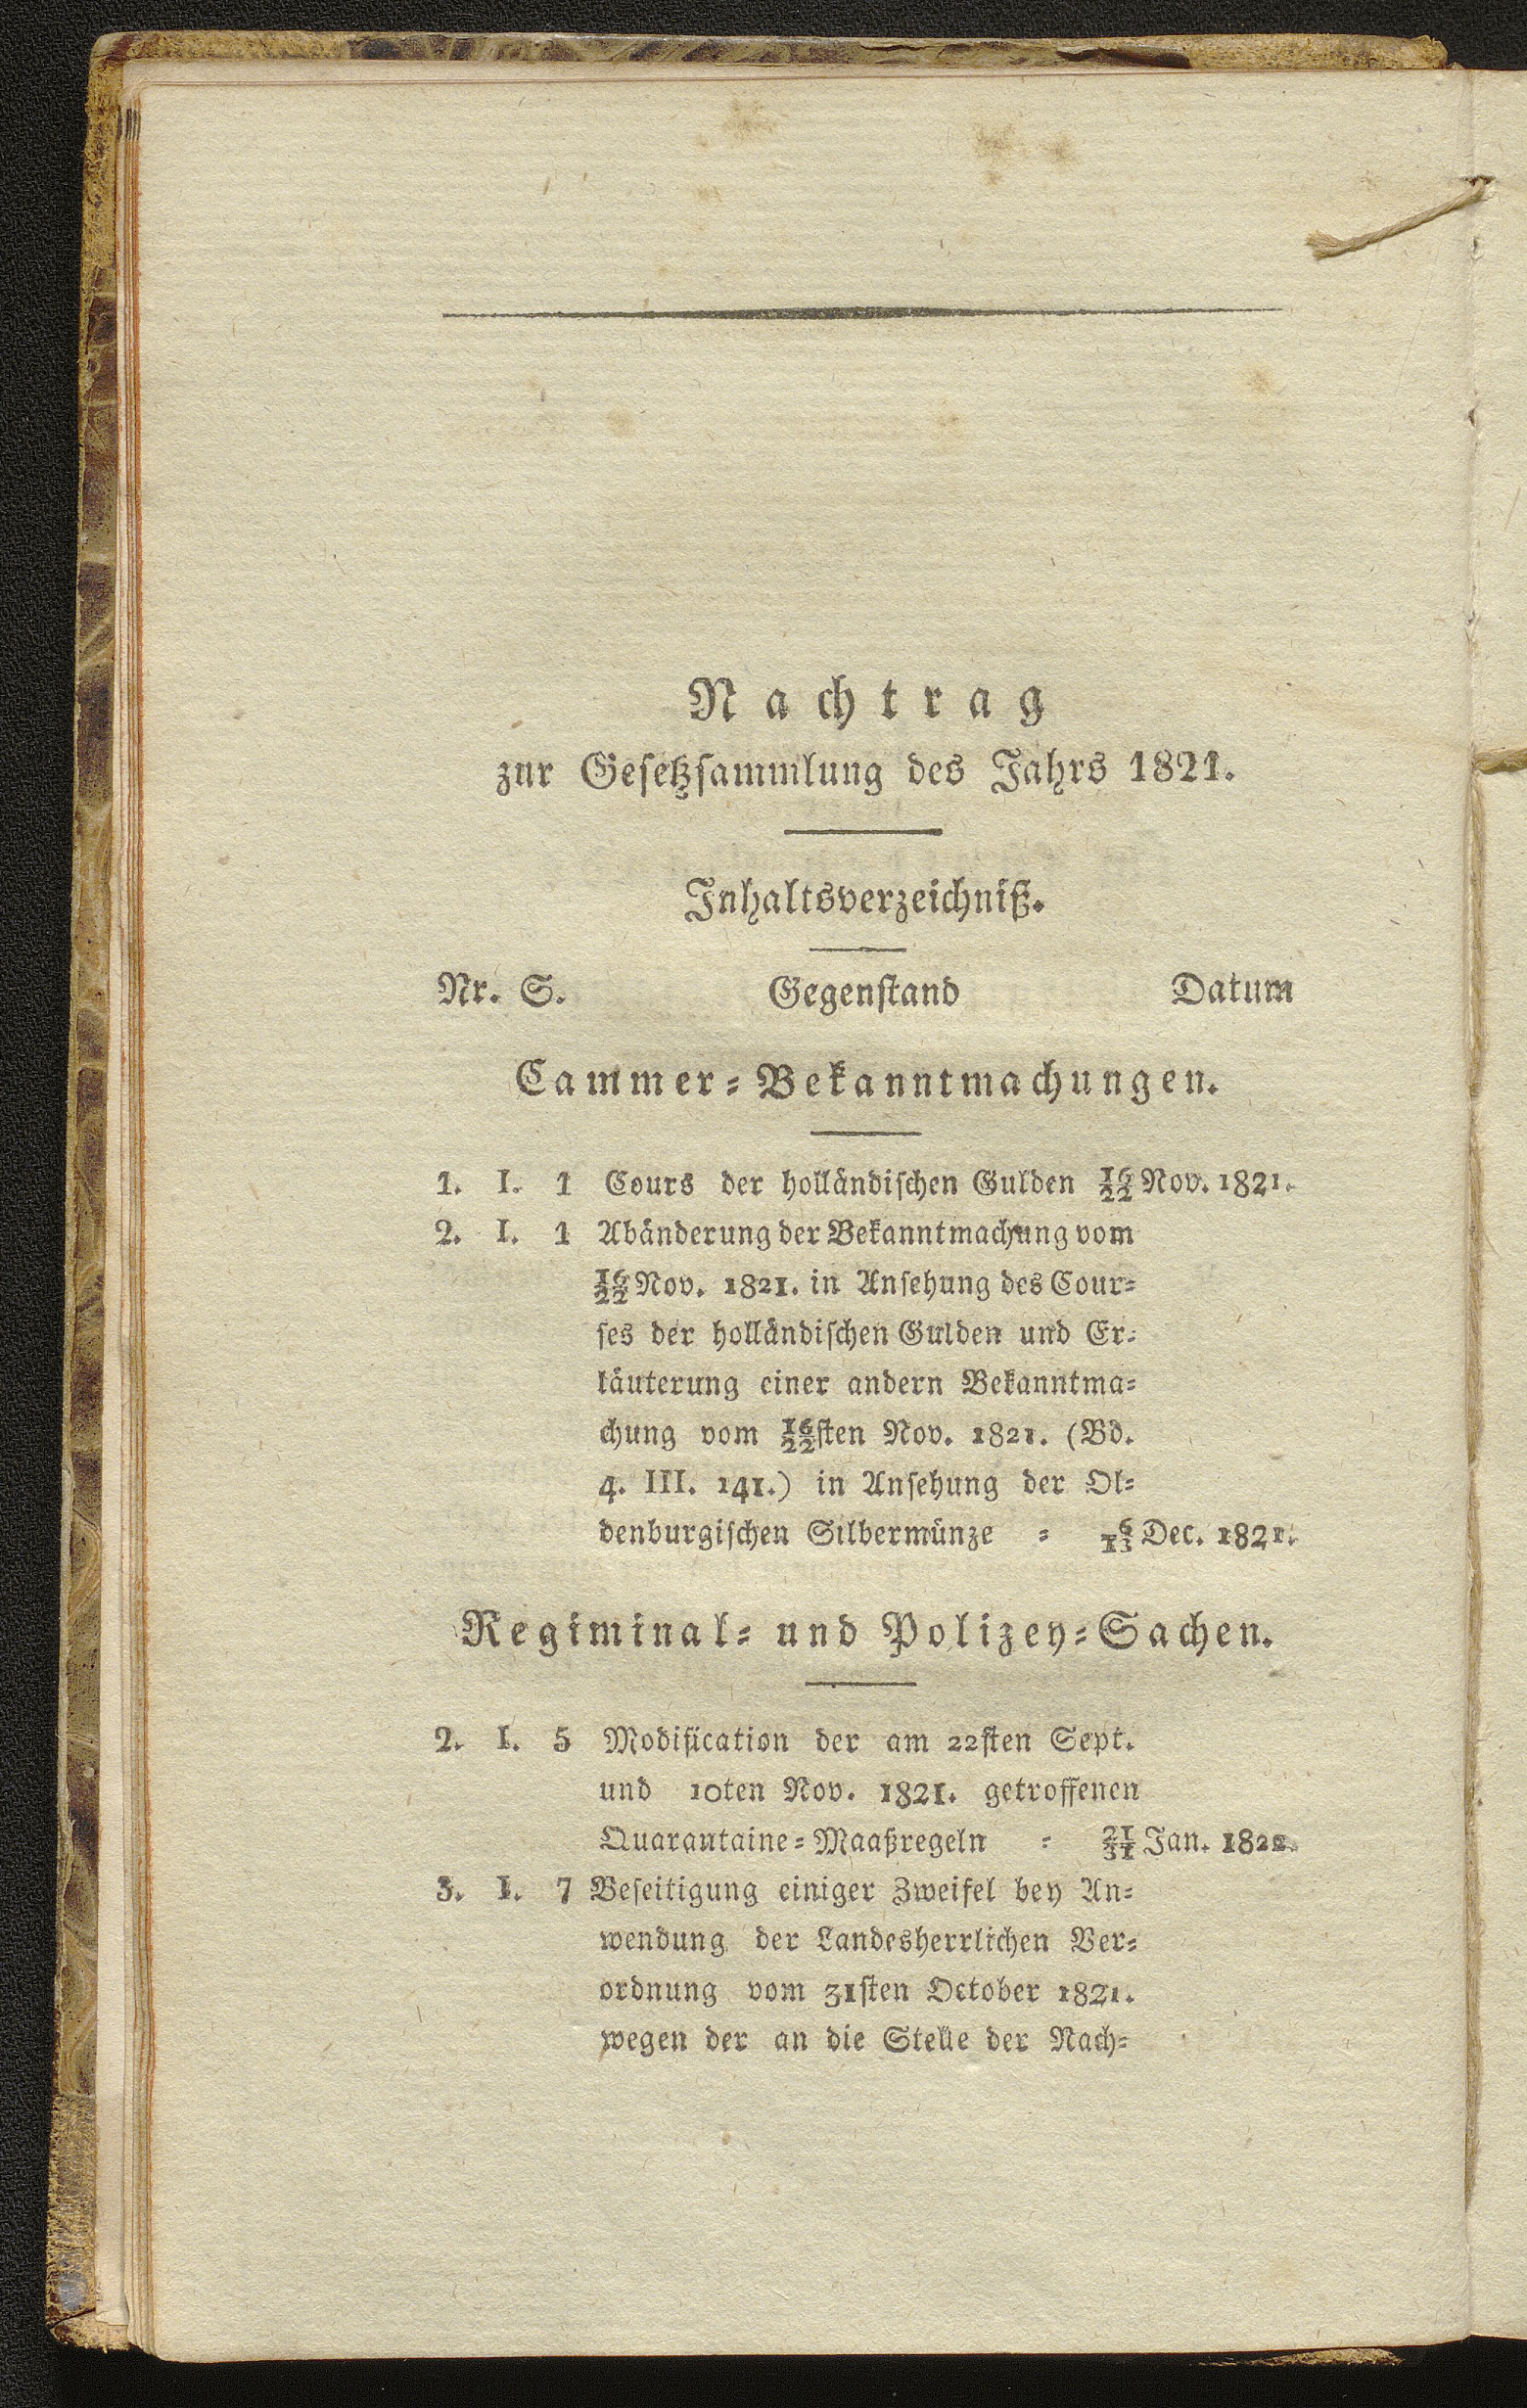 Nachtrag
zur Gesetzsammlung des Jahrs 1821.
Inhaltsverzeichniß.
Nr. S. Gegenstand Datum
Cammer=Bekanntmachungen.
1. I. 1 Cours der holländischen Gulden 16/22 Nov. 1821.
2. I. 1 Abänderung der Bekanntmachung vom
16/22 Nov. 1821. in Ansehung des Cour=
ses der holländischen Gulden und Er=
läuterung einer andern Bekanntma=
chung vom 16/22sten Nov. 1821. (Bd.
4. III. 141.) in Ansehung der Ol=
denburgischen Silbermünze = 6/13 Dec. 1821.
Regiminal= und Polizey=Sachen.
2. I. 5 Modification der am 22sten Sept.
und 10ten Nov. 1821. getroffenen
Quarantaine=Maaßregeln = 21/31 Jan. 1822.
3. I. 7 Beseitigung einiger Zweifel bey An=
wendung der Landesherrlichen Ver=
ordnung vom 31sten October 1821.
wegen der an die Stelle der Nach=